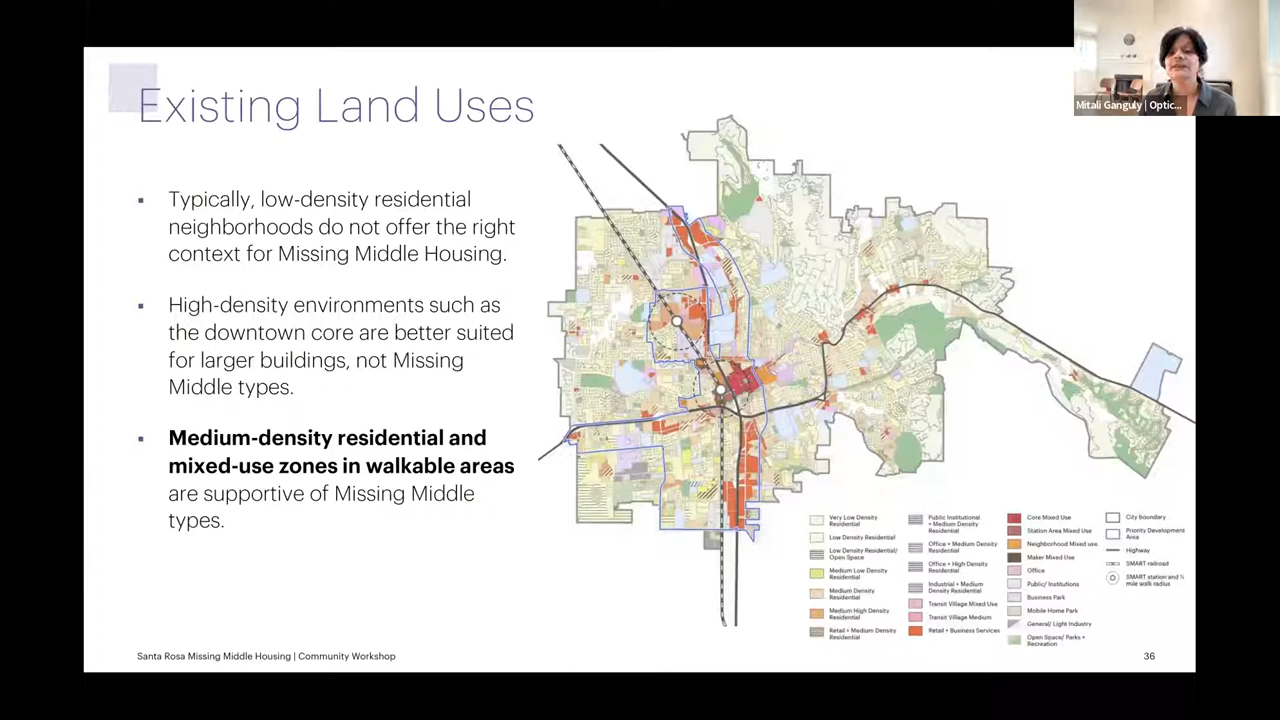 Mitali Ganguly | Optic...
Existing Land Uses
▪ Typically, low-density residential
neighborhoods do not offer the right
context for Missing Middle Housing.
▪ High-density environments such as
the downtown core are better suited
for larger buildings, not Missing
Middle types.
▪ Medium-density residential and
mixed-use zones in walkable areas
are supportive of Missing Middle
types.
Very Low Density
Residential
Low Density Residential
Low Density Residential/
Open Space
Medium Low Density
Residential
Medium Density
Residential
Medium High Density
Residential
Retail + Medium Density
Residential
Public Institutional
+ Medium Density
Residential
Office + Medium Density
Residential
Office + High Density
Residential
Industrial + Medium
Density Residential
Transit Village Mixed Use
Transit Village Medium
Retail + Business Services
Core Mixed Use
Station Area Mixed Use
Neighborhood Mixed use
Maker Mixed Use
Office
Public/ Institutions
Business Park
Mobile Home Park
General/ Light Industry
Open Space/ Parks +
Recreation
City boundary
Priority Development
Area
Highway
SMART railroad
SMART station and ½
mile walk radius
Santa Rosa Missing Middle Housing | Community Workshop
36